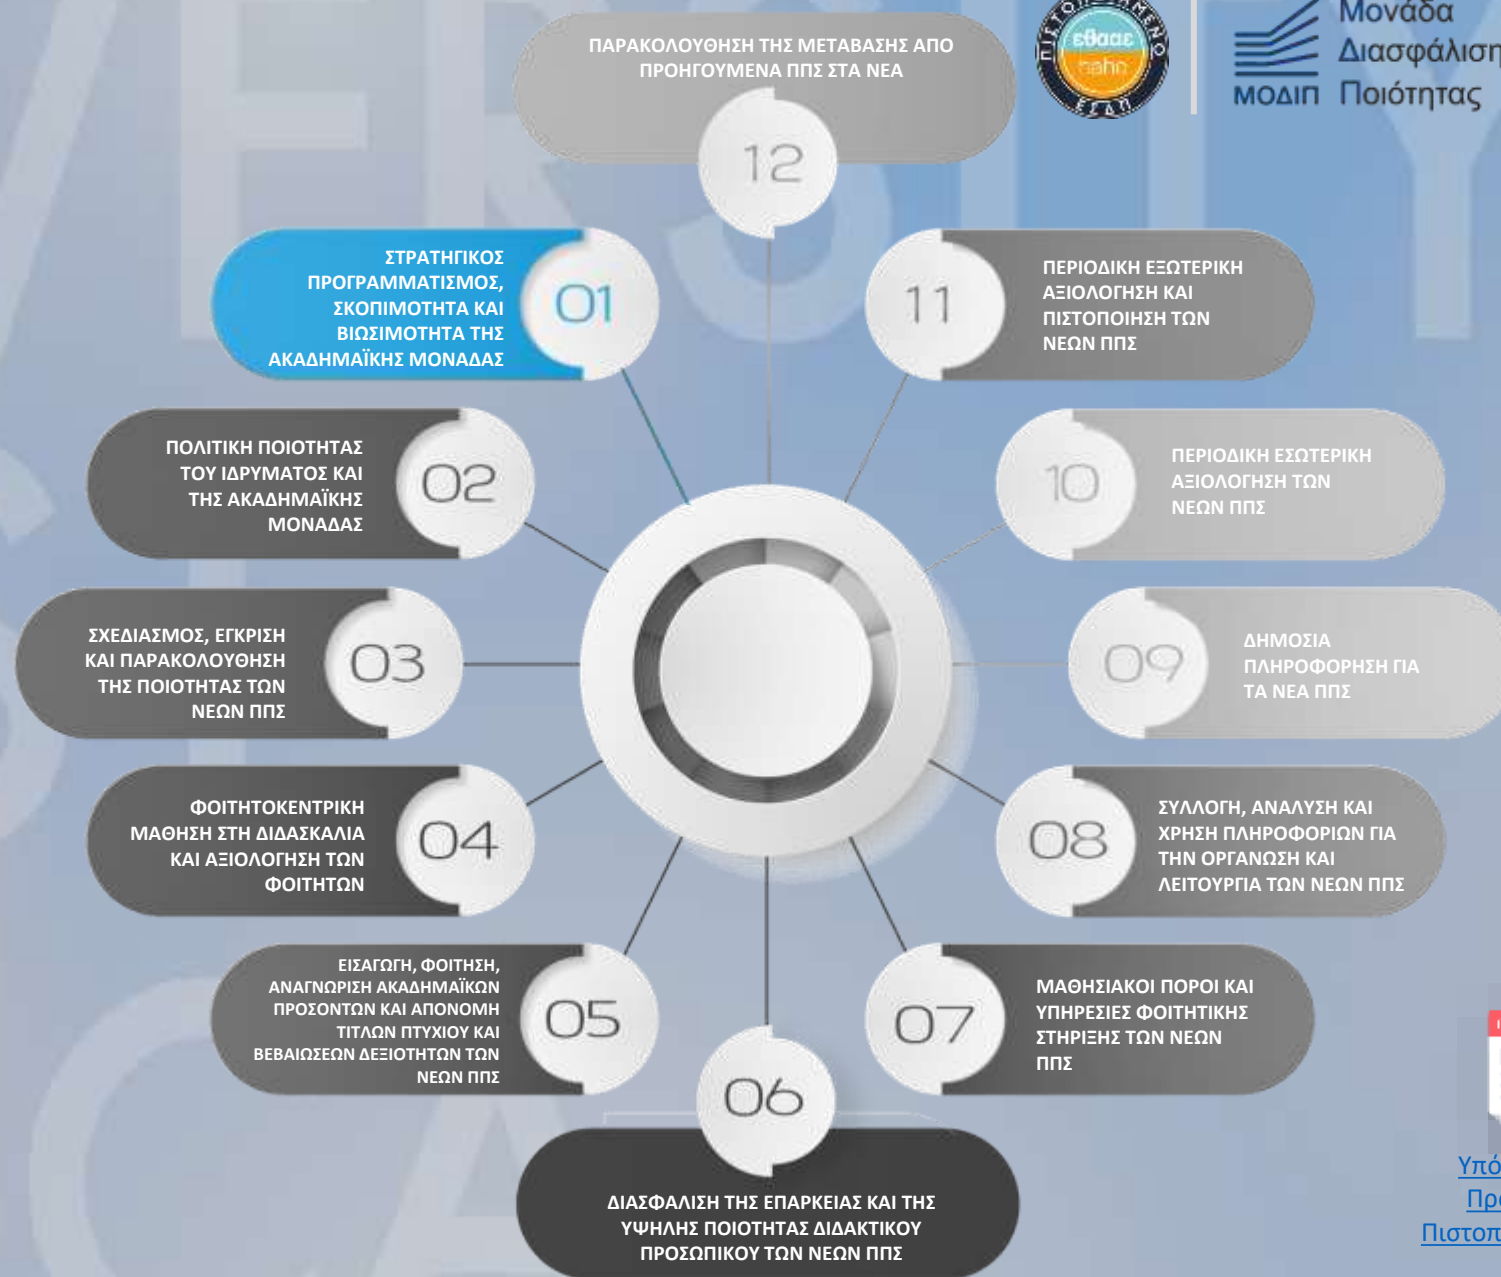 ΠΑΡΑΚΟΛΟΥΘΗΣΗ ΤΗΣ ΜΕΤΑΒΑΣΗΣ ΑΠΟ
ΠΡΟΗΓΟΥΜΕΝΑ ΠΠΣ ΣΤΑ ΝΕΑ
12
εθααε
nahe
ΕΣΔΠ
ΜΟΔΙΠ
Μονάδα
Ποιότητας
ΣΤΡΑΤΗΓΙΚΟΣ
ΠΡΟΓΡΑΜΜΑΤΙΣΜΟΣ,
ΣΚΟΠΙΜΟΤΗΤΑ ΚΑΙ
ΒΙΩΣΙΜΟΤΗΤΑ ΤΗΣ
ΑΚΑΔΗΜΑΪΚΗΣ ΜΟΝΑΔΑΣ
01
11
ΠΕΡΙΟΔΙΚΗ ΕΞΩΤΕΡΙΚΗ
ΑΞΙΟΛΟΓΗΣΗ ΚΑΙ
ΠΙΣΤΟΠΟΙΗΣΗ ΤΩΝ
ΝΕΩΝ ΠΠΣ
ΠΟΛΙΤΙΚΗ ΠΟΙΟΤΗΤΑΣ
ΤΟΥ ΙΔΡΥΜΑΤΟΣ ΚΑΙ
ΤΗΣ ΑΚΑΔΗΜΑΪΚΗΣ
ΜΟΝΑΔΑΣ
02
10
ΠΕΡΙΟΔΙΚΗ ΕΣΩΤΕΡΙΚΗ
ΑΞΙΟΛΟΓΗΣΗ ΤΩΝ
ΝΕΩΝ ΠΠΣ
ΣΧΕΔΙΑΣΜΟΣ, ΕΓΚΡΙΣΗ
ΚΑΙ ΠΑΡΑΚΟΛΟΥΘΗΣΗ
ΤΗΣ ΠΟΙΟΤΗΤΑΣ ΤΩΝ
ΝΕΩΝ ΠΠΣ
03
09
ΔΗΜΟΣΙΑ
ΠΛΗΡΟΦΟΡΗΣΗ ΓΙΑ
ΤΑ ΝΕΑ ΠΠΣ
ΦΟΙΤΗΤΟΚΕΝΤΡΙΚΗ
ΜΑΘΗΣΗ ΣΤΗ ΔΙΔΑΣΚΑΛΙΑ
ΚΑΙ ΑΞΙΟΛΟΓΗΣΗ ΤΩΝ
ΦΟΙΤΗΤΩΝ
04
08
ΣΥΛΛΟΓΗ, ΑΝΑΛΥΣΗ ΚΑΙ
ΧΡΗΣΗ ΠΛΗΡΟΦΟΡΙΩΝ ΓΙΑ
ΤΗΝ ΟΡΓΑΝΩΣΗ ΚΑΙ
ΛΕΙΤΟΥΡΓΙΑ ΤΩΝ ΝΕΩΝ ΠΠΣ
ΕΙΣΑΓΩΓΗ, ΦΟΙΤΗΣΗ,
ΑΝΑΓΝΩΡΙΣΗ ΑΚΑΔΗΜΑΪΚΩΝ
ΠΡΟΣΟΝΤΩΝ ΚΑΙ ΑΠΟΝΟΜΗ
ΤΙΤΛΩΝ ΠΤΥΧΙΟΥ ΚΑΙ
ΒΕΒΑΙΩΣΕΩΝ ΔΕΞΙΟΤΗΤΩΝ ΤΩΝ
ΝΕΩΝ ΠΠΣ
05
07
ΜΑΘΗΣΙΑΚΟΙ ΠΟΡΟΙ ΚΑΙ
ΥΠΗΡΕΣΙΕΣ ΦΟΙΤΗΤΙΚΗΣ
ΣΤΗΡΙΞΗΣ ΤΩΝ ΝΕΩΝ
ΠΠΣ
06
ΔΙΑΣΦΑΛΙΣΗ ΤΗΣ ΕΠΑΡΚΕΙΑΣ ΚΑΙ ΤΗΣ
ΥΨΗΛΗΣ ΠΟΙΟΤΗΤΑΣ ΔΙΔΑΚΤΙΚΟΥ
ΠΡΟΣΩΠΙΚΟΥ ΤΩΝ ΝΕΩΝ ΠΠΣ